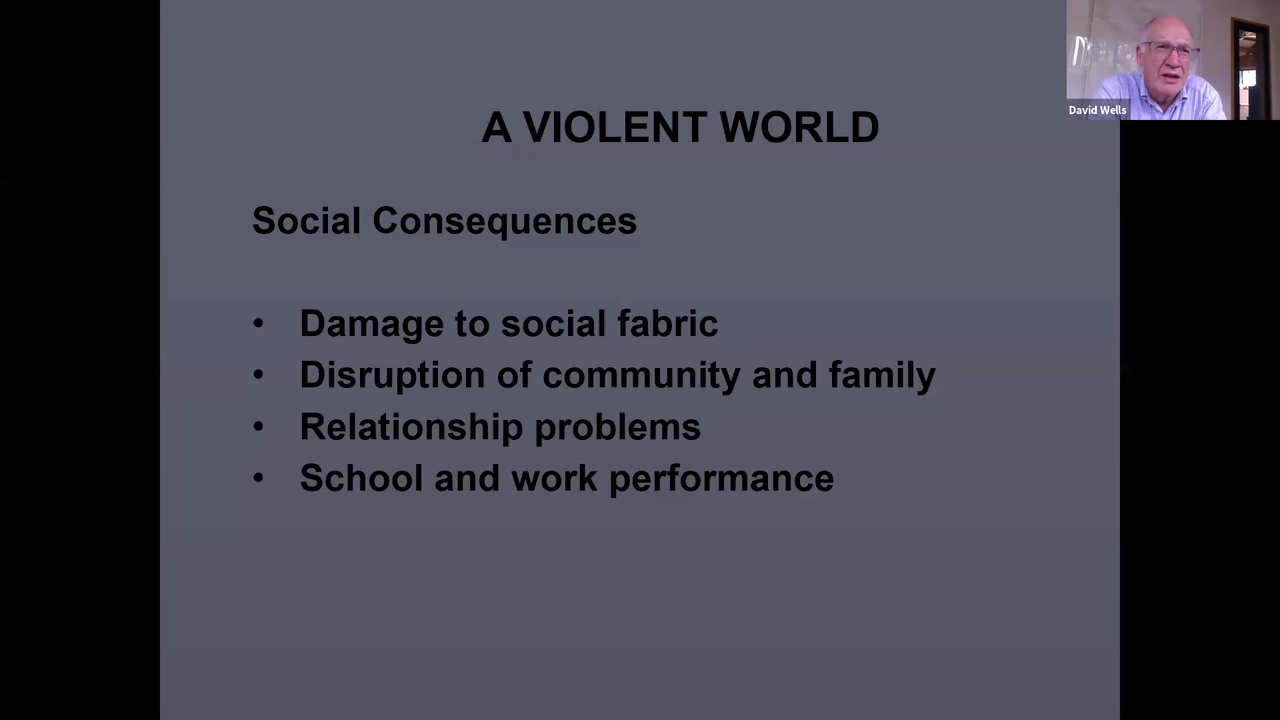 A VIOLENT WORLD
Social Consequences
• Damage to social fabric
• Disruption of community and family
• Relationship problems
• School and work performance
David Wells